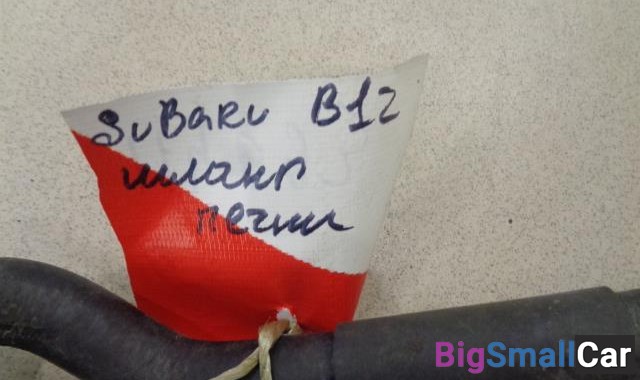 SuBaru B12
шланг
печки
BigSmallCar